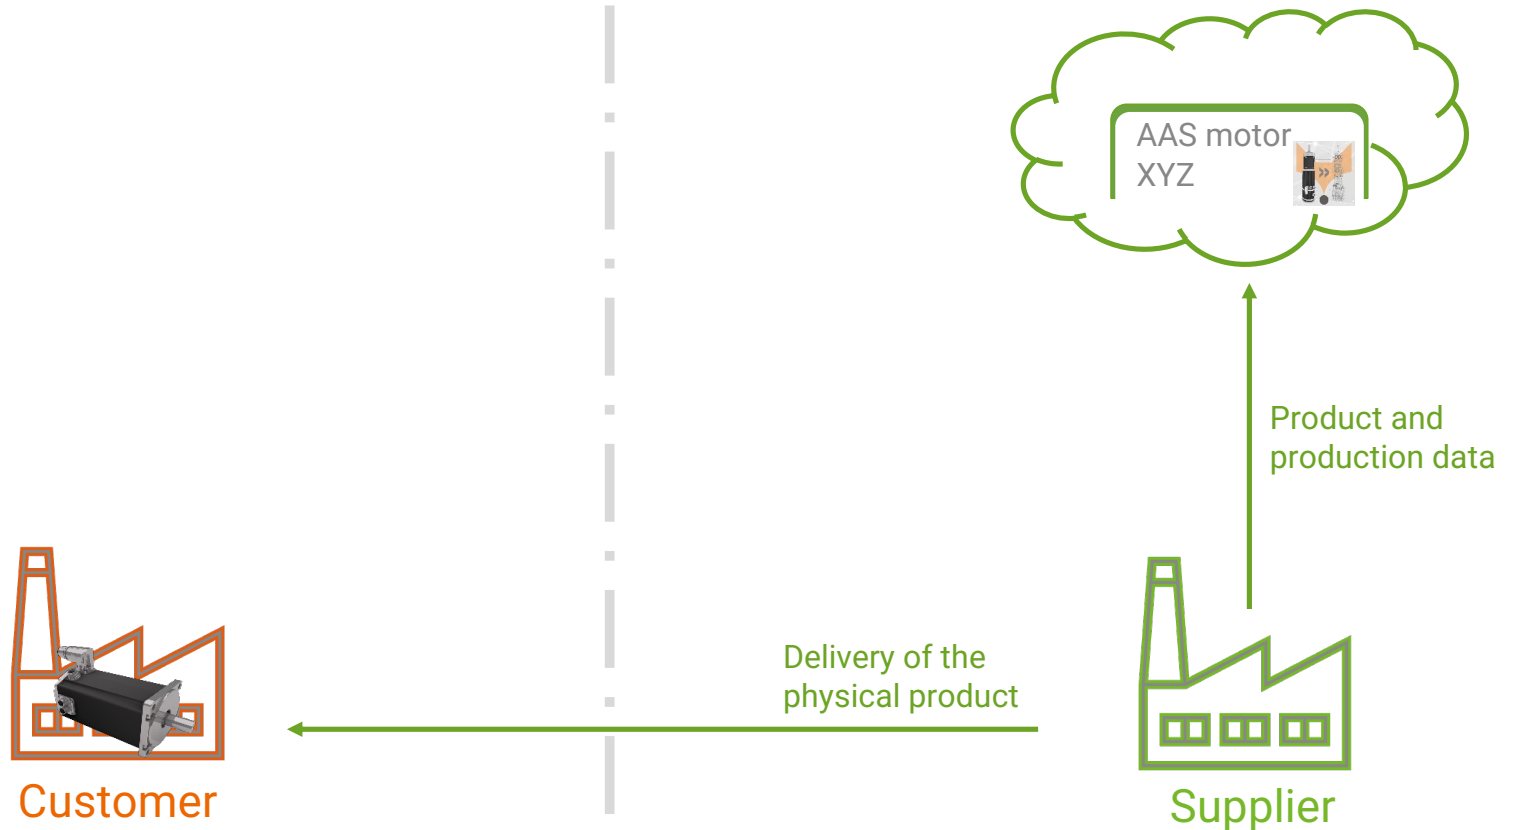 AAS motor
XYZ
Product and
production data
Delivery of the
physical product
Customer
Supplier